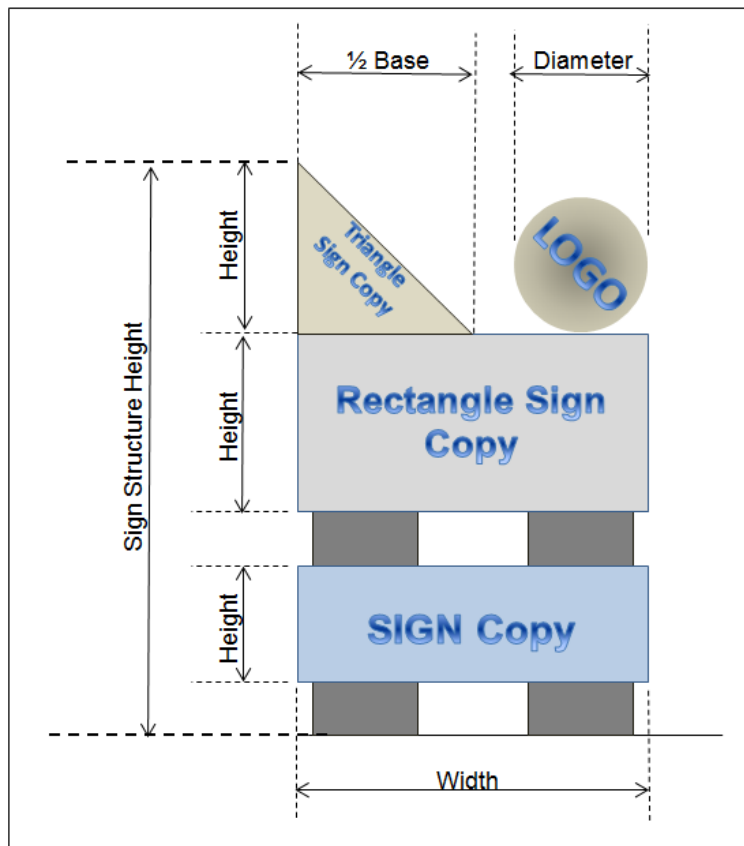 ½ Base
Diameter
Height
Triangle
Sign Copy
LOGO
Sign Structure Height
Height
Rectangle Sign
Copy
Height
SIGN Copy
Width